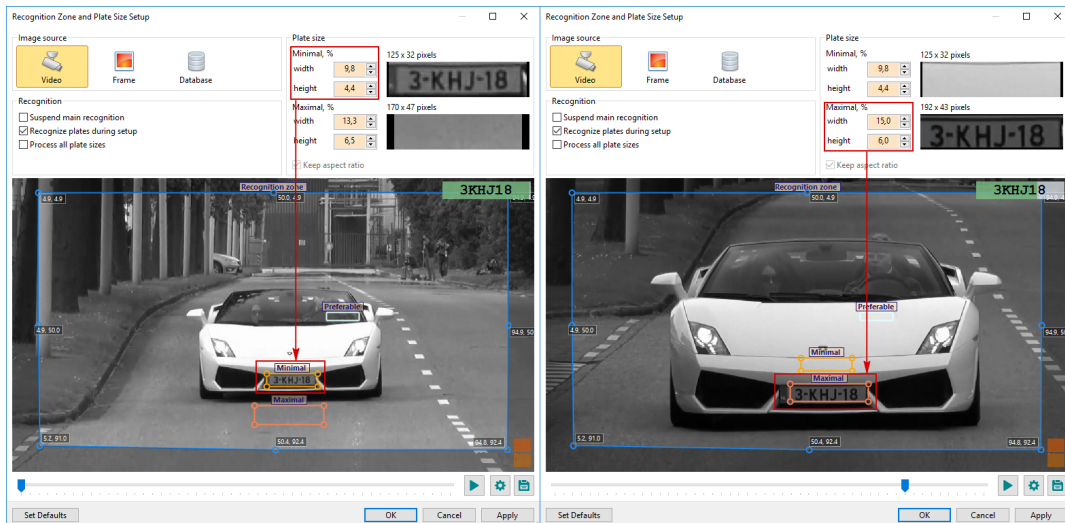 Recognition Zone and Plate Size Setup
Image source
Video
Frame
Database
Recognition
Suspend main recognition
Recognize plates during setup
Process all plate sizes
Plate size
Minimal, %
125 x 32 pixels
width
9,8
height
4,4
3-KHJ-18
Maximal, %
170 x 47 pixels
width
13,3
height
6,5
Keep aspect ratio
Recognition zone
3KHJ18
4.9, 4.9
50.0, 4.9
Preferable
4.9, 50.0
94.9, 50
Minimal
3-KHJ-18
Maximal
5.2, 91.0
50.4, 92.4
94.8, 92.4
Set Defaults
OK
Cancel
Apply
Recognition Zone and Plate Size Setup
Image source
Video
Frame
Database
Recognition
Suspend main recognition
Recognize plates during setup
Process all plate sizes
Plate size
Minimal, %
125 x 32 pixels
width
9,8
height
4,4
Maximal, %
192 x 43 pixels
width
15,0
height
6,0
3-KHJ-18
Keep aspect ratio
Recognition zone
3KHJ18
4.9, 4.9
50.0, 4.9
Preferable
4.9, 50.0
94.9, 50
Minimal
Maximal
3-KHJ-18
5.2, 91.0
50.4, 92.4
94.8, 92.4
Set Defaults
OK
Cancel
Apply